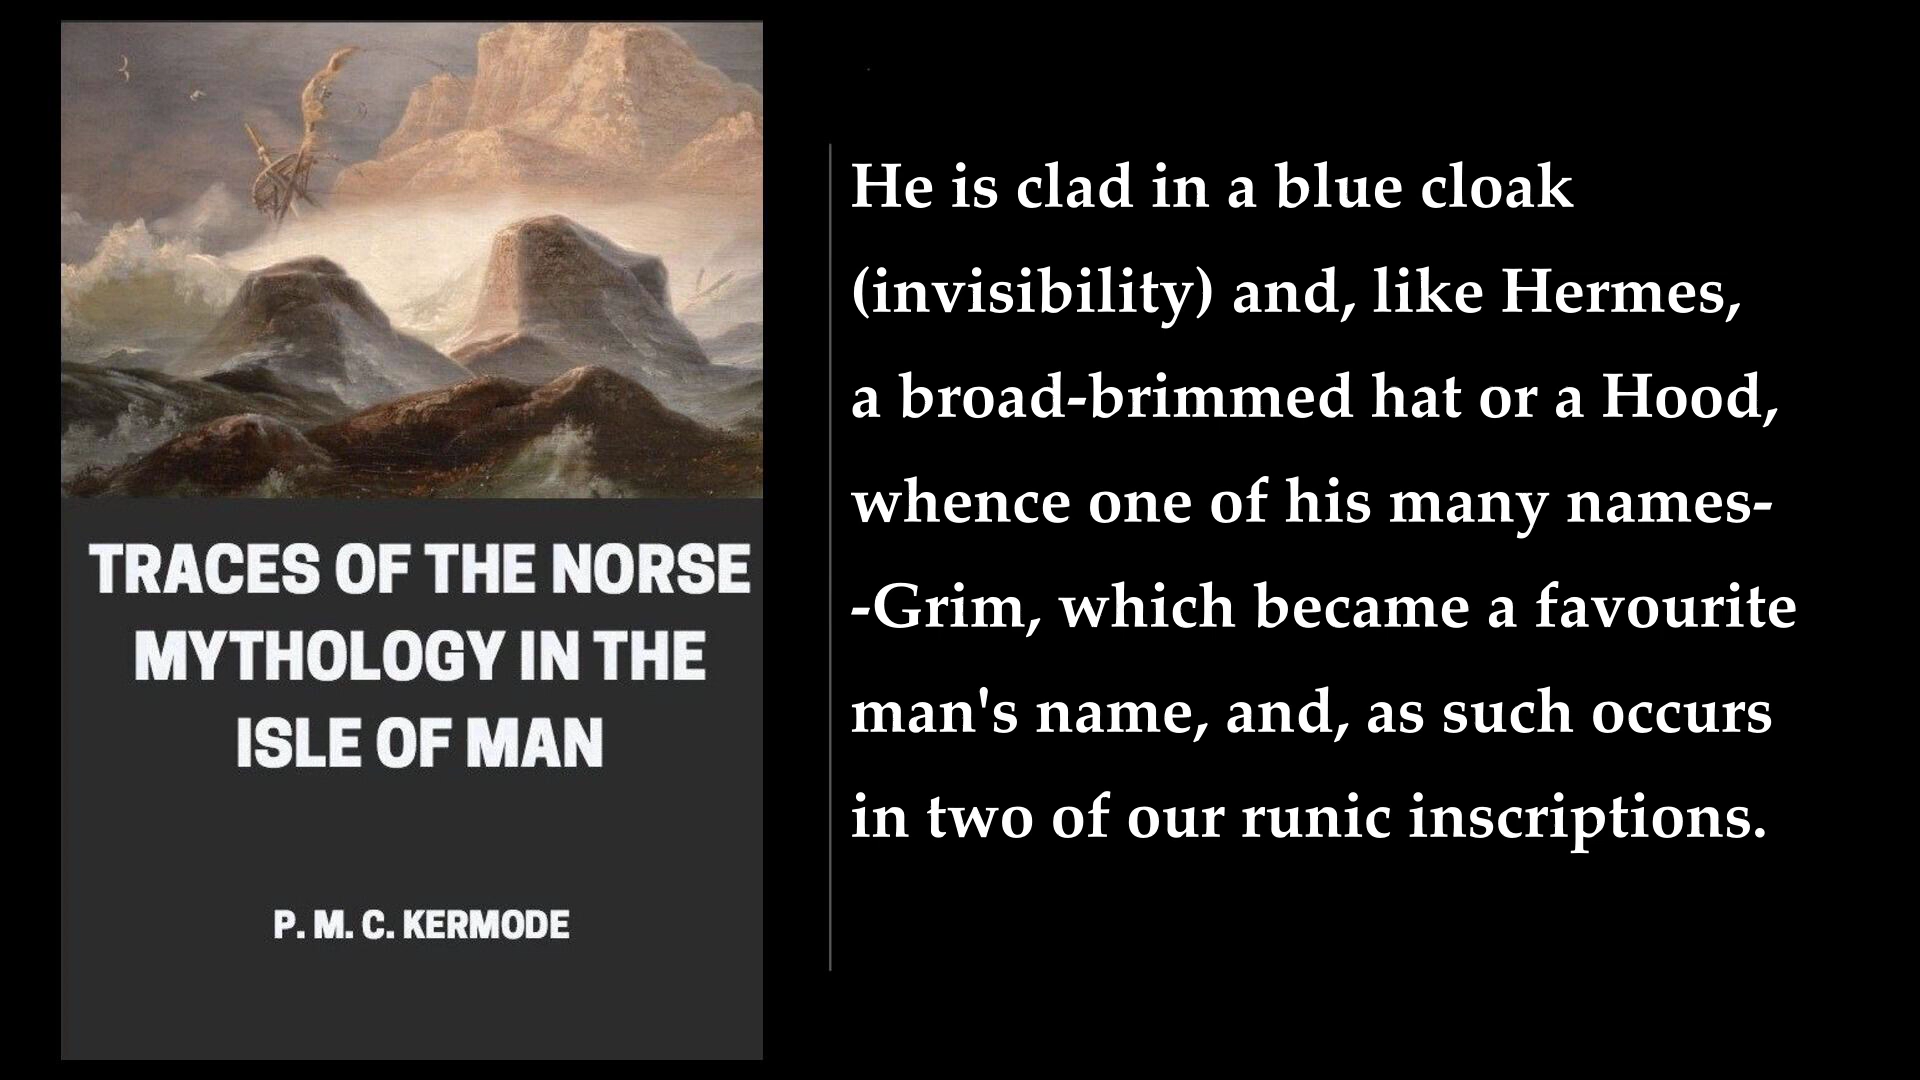 TRACES OF THE NORSE
MYTHOLOGY IN THE
ISLE OF MAN
P. M. C. KERMODE
He is clad in a blue cloak
(invisibility) and, like Hermes,
a broad-brimmed hat or a Hood,
whence one of his many names-
-Grim, which became a favourite
man's name, and, as such occurs
in two of our runic inscriptions.